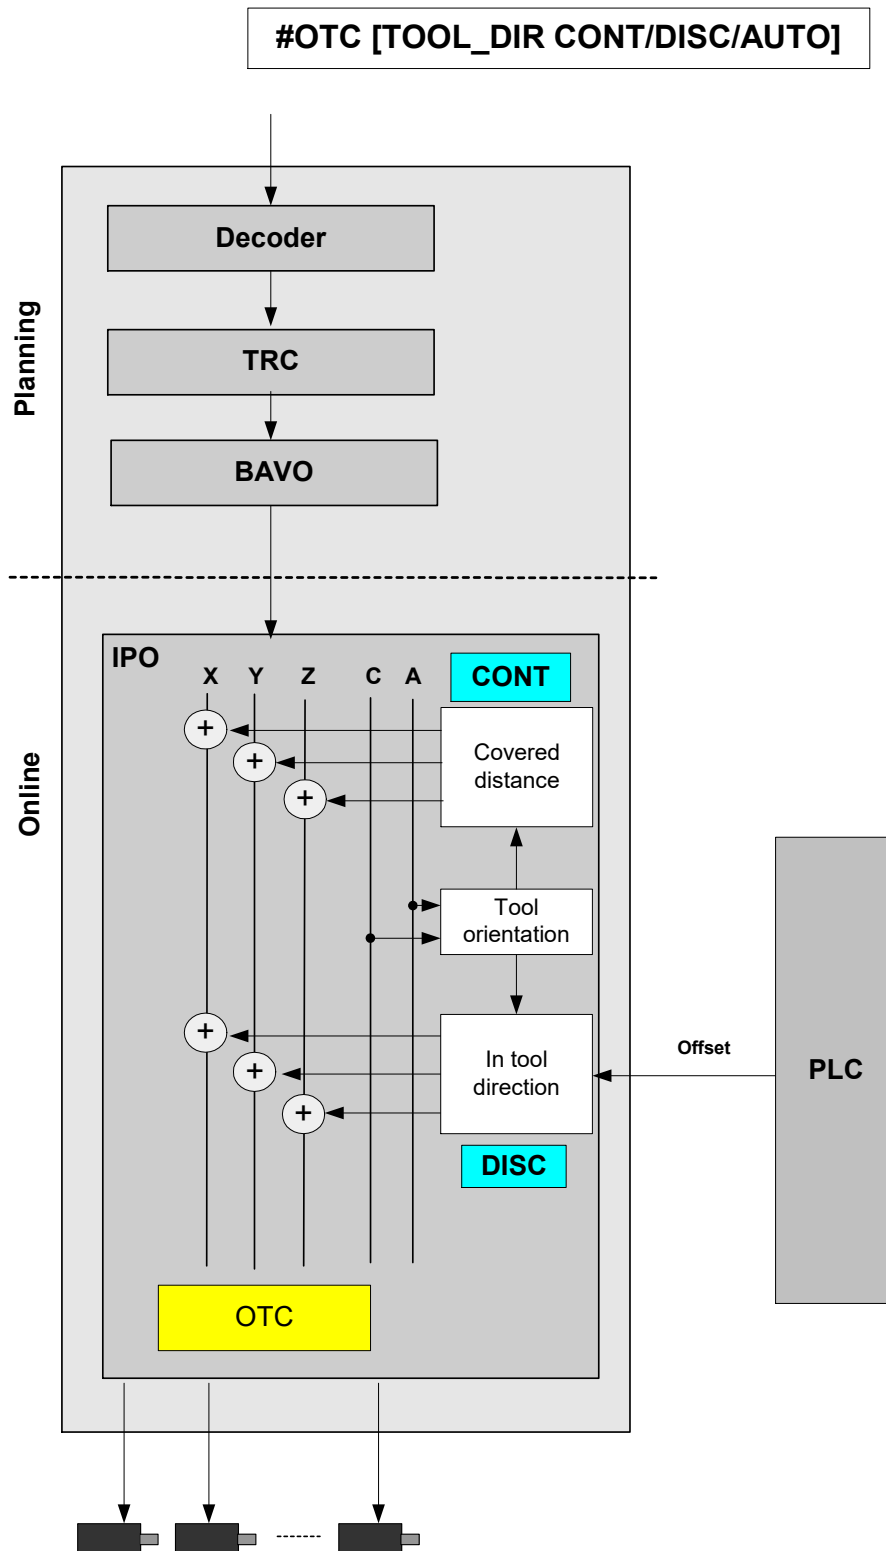 #OTC [TOOL_DIR CONT/DISC/AUTO]
Planning
Decoder
TRC
BAVO
Online
IPO
X Y Z C A
CONT
+
+
+
Covered
distance
Tool
orientation
+
+
+
In tool
direction
Offset
PLC
DISC
OTC